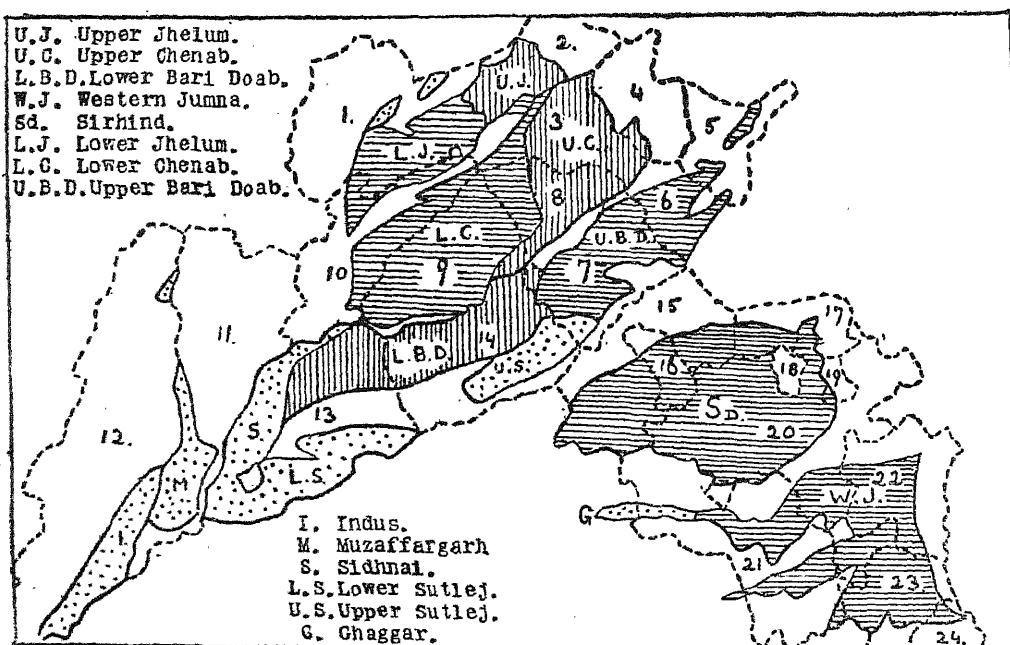 U.J. Upper Jhelum.
U.C. Upper Chenab.
L.B.D. Lower Bari Doab.
W.J. Western Jumna.
Sd. Sirhind.
L.J. Lower Jhelum.
L.C. Lower Chenab.
U.B.D. Upper Bari Doab.
2.
U.J.
1.
3
4
5
U.C.
L.J.
8
6
L.C.
U.B.D.
9
7
10
15
11.
14
17
L.B.D.
U.S.
16
18
19
13
SD.
12.
S.
20
L.S.
M
22
W.J.
G
I
21
23
24.
I. Indus.
M. Muzaffargarh
S. Sidhnai.
L.S. Lower Sutlej.
U.S. Upper Sutlej.
G. Ghaggar.